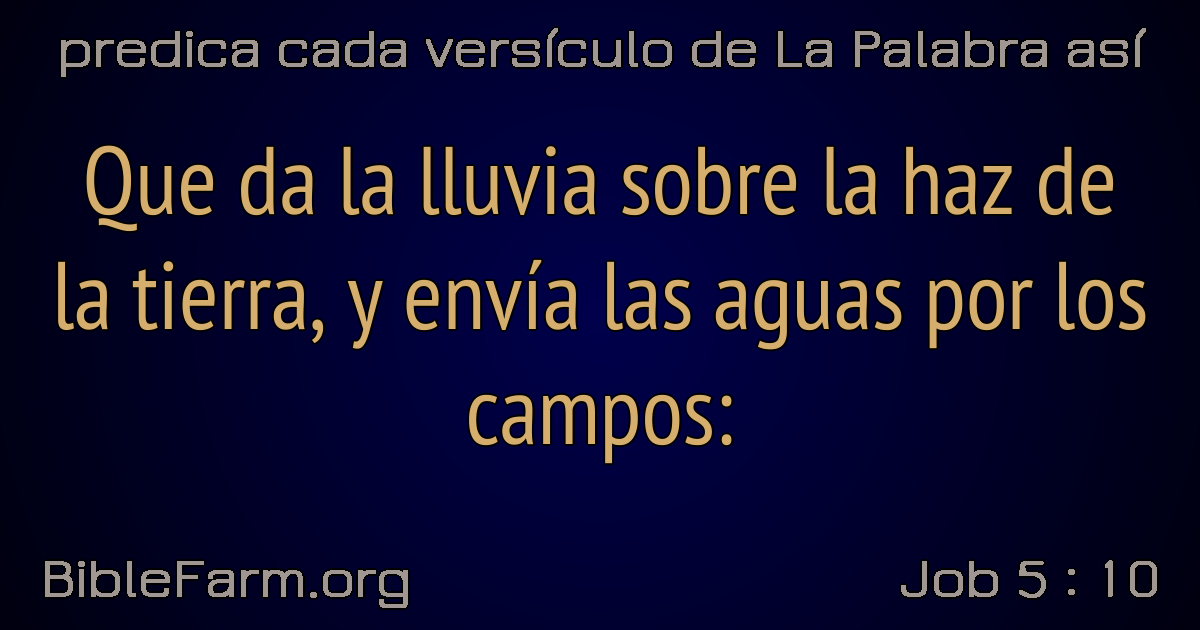 predica cada versículo de La Palabra así
Que da la lluvia sobre la haz de
la tierra, y envía las aguas por los
campos:
BibleFarm.org
Job 5 : 10